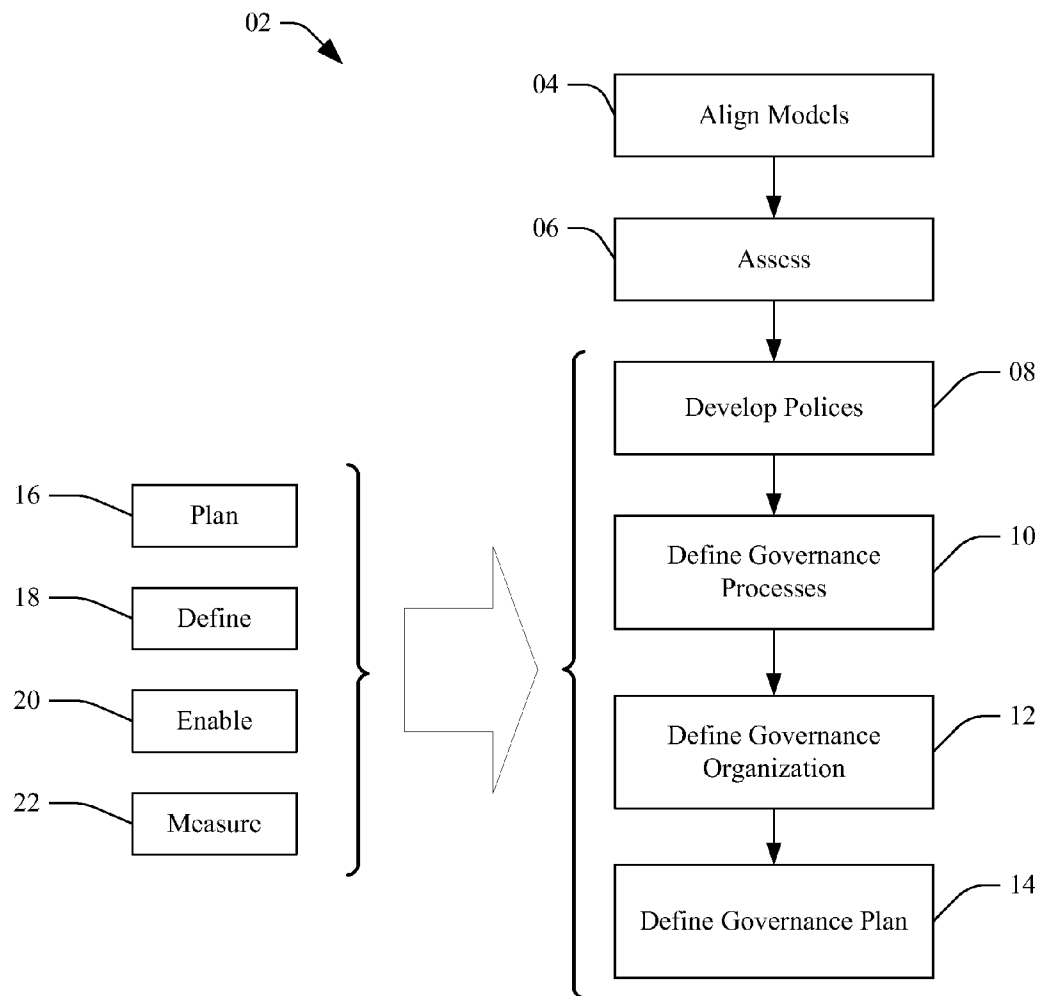 02
04
Align Models
06
Assess
08
Develop Polices
16
Plan
10
Define Governance
Processes
18
Define
20
Enable
12
Define Governance
Organization
22
Measure
14
Define Governance Plan